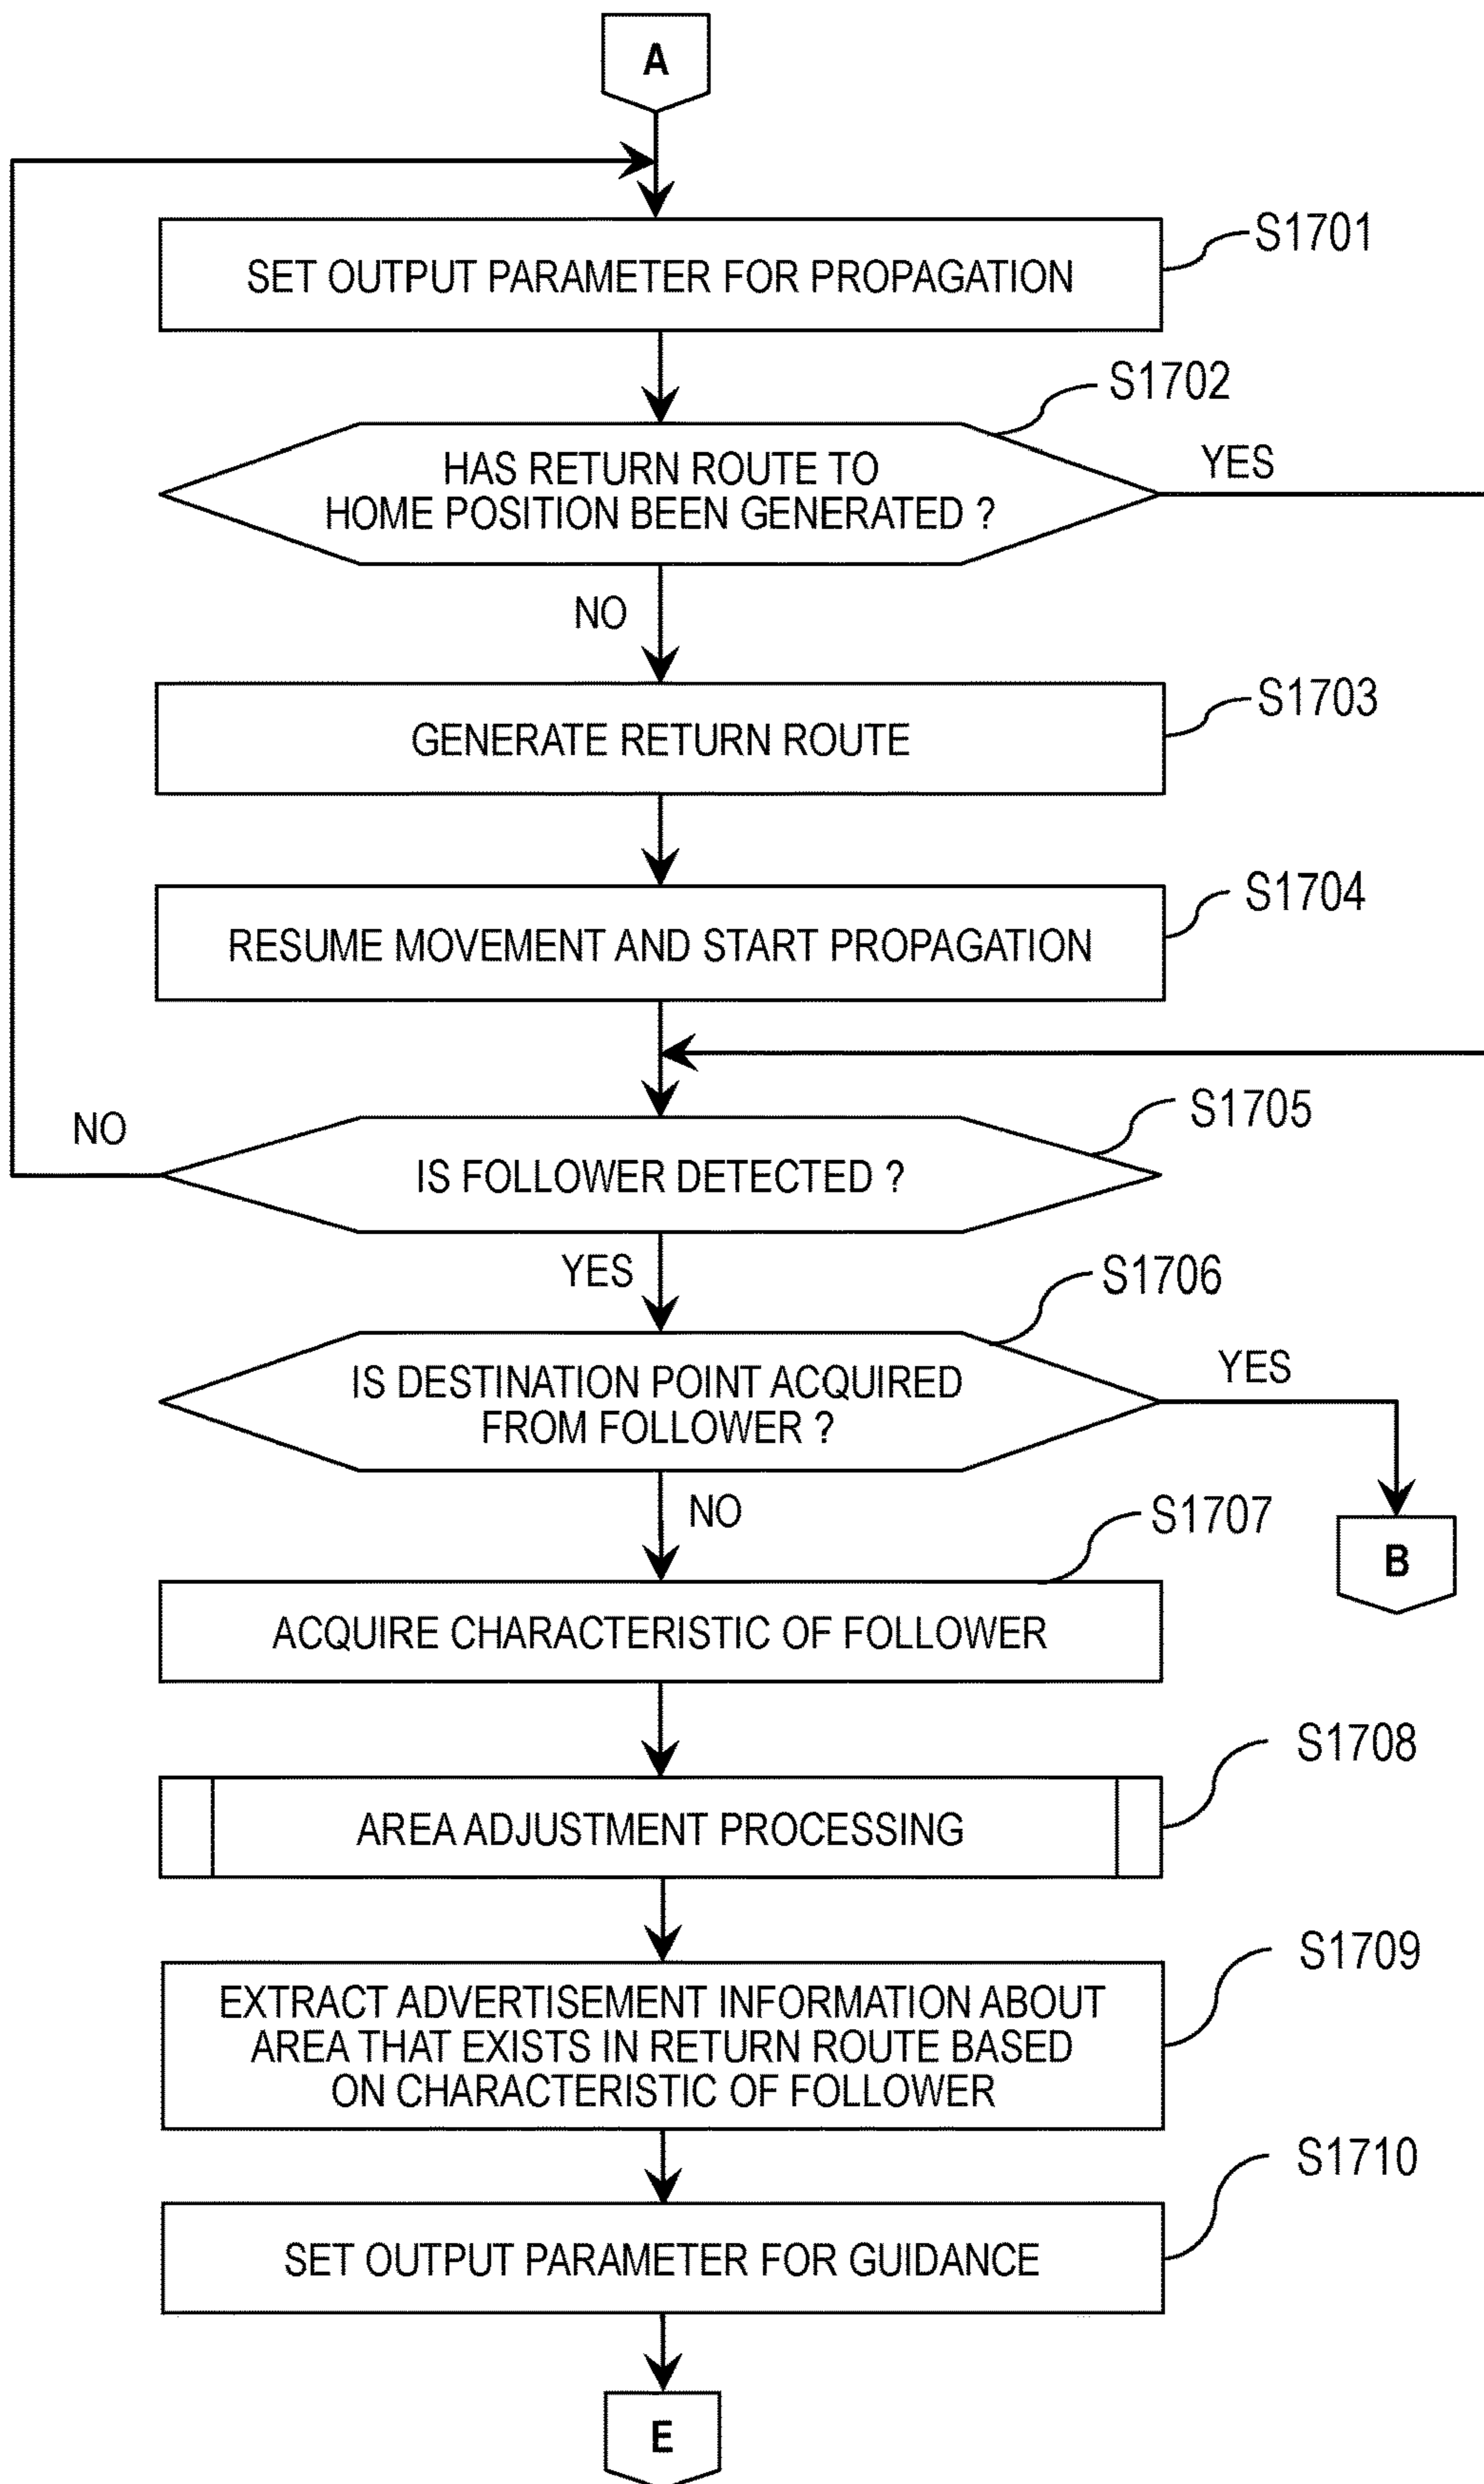 A
S1701
SET OUTPUT PARAMETER FOR PROPAGATION
S1702
HAS RETURN ROUTE TO
HOME POSITION BEEN GENERATED ?
YES
NO
S1703
GENERATE RETURN ROUTE
S1704
RESUME MOVEMENT AND START PROPAGATION
S1705
NO
IS FOLLOWER DETECTED ?
YES
S1706
IS DESTINATION POINT ACQUIRED
FROM FOLLOWER ?
YES
NO
B
S1707
ACQUIRE CHARACTERISTIC OF FOLLOWER
S1708
AREA ADJUSTMENT PROCESSING
S1709
EXTRACT ADVERTISEMENT INFORMATION ABOUT
AREA THAT EXISTS IN RETURN ROUTE BASED
ON CHARACTERISTIC OF FOLLOWER
S1710
SET OUTPUT PARAMETER FOR GUIDANCE
E